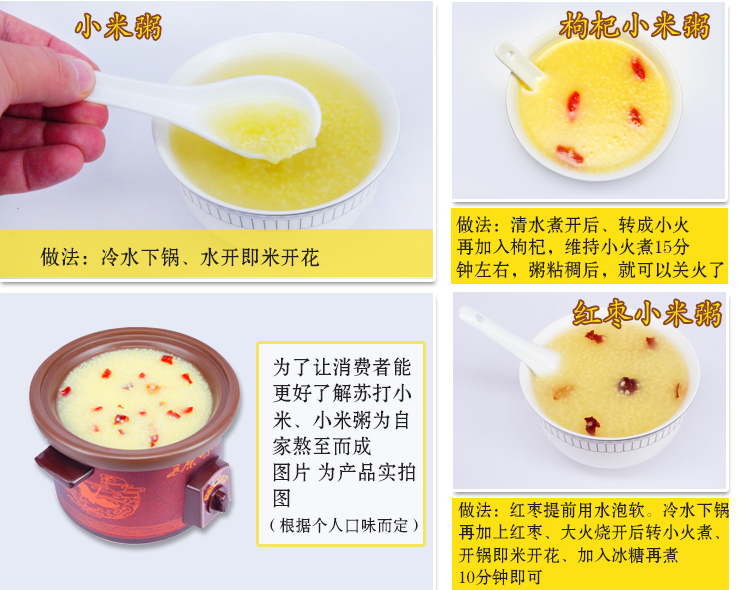 小米粥
做法：冷水下锅、水开即米开花
枸杞小米粥
做法：清水煮开后、转成小火
再加入枸杞，维持小火煮15分
钟左右，粥粘稠后，就可以关火了
为了让消费者能
更好了解苏打小
米、小米粥为自
家熬至而成
图片 为产品实拍
图
（根据个人口味而定）
红枣小米粥
做法：红枣提前用水泡软。冷水下锅
再加上红枣、大火烧开后转小火煮、
开锅即米开花、加入冰糖再煮
10分钟即可